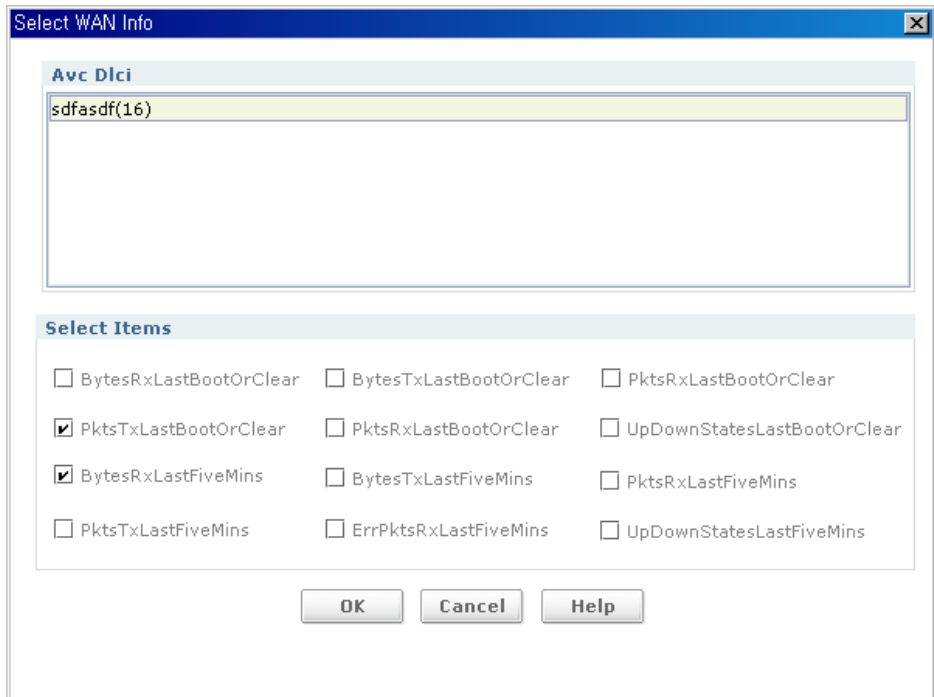 Select WAN Info
Avc Dlci
sdfasdf(16)
Select Items
BytesRxLastBootOrClear BytesTxLastBootOrClear PktsRxLastBootOrClear
PktsTxLastBootOrClear PktsRxLastBootOrClear UpDownStatesLastBootOrClear
BytesRxLastFiveMins BytesTxLastFiveMins PktsRxLastFiveMins
PktsTxLastFiveMins ErrPktsRxLastFiveMins UpDownStatesLastFiveMins
OK Cancel Help